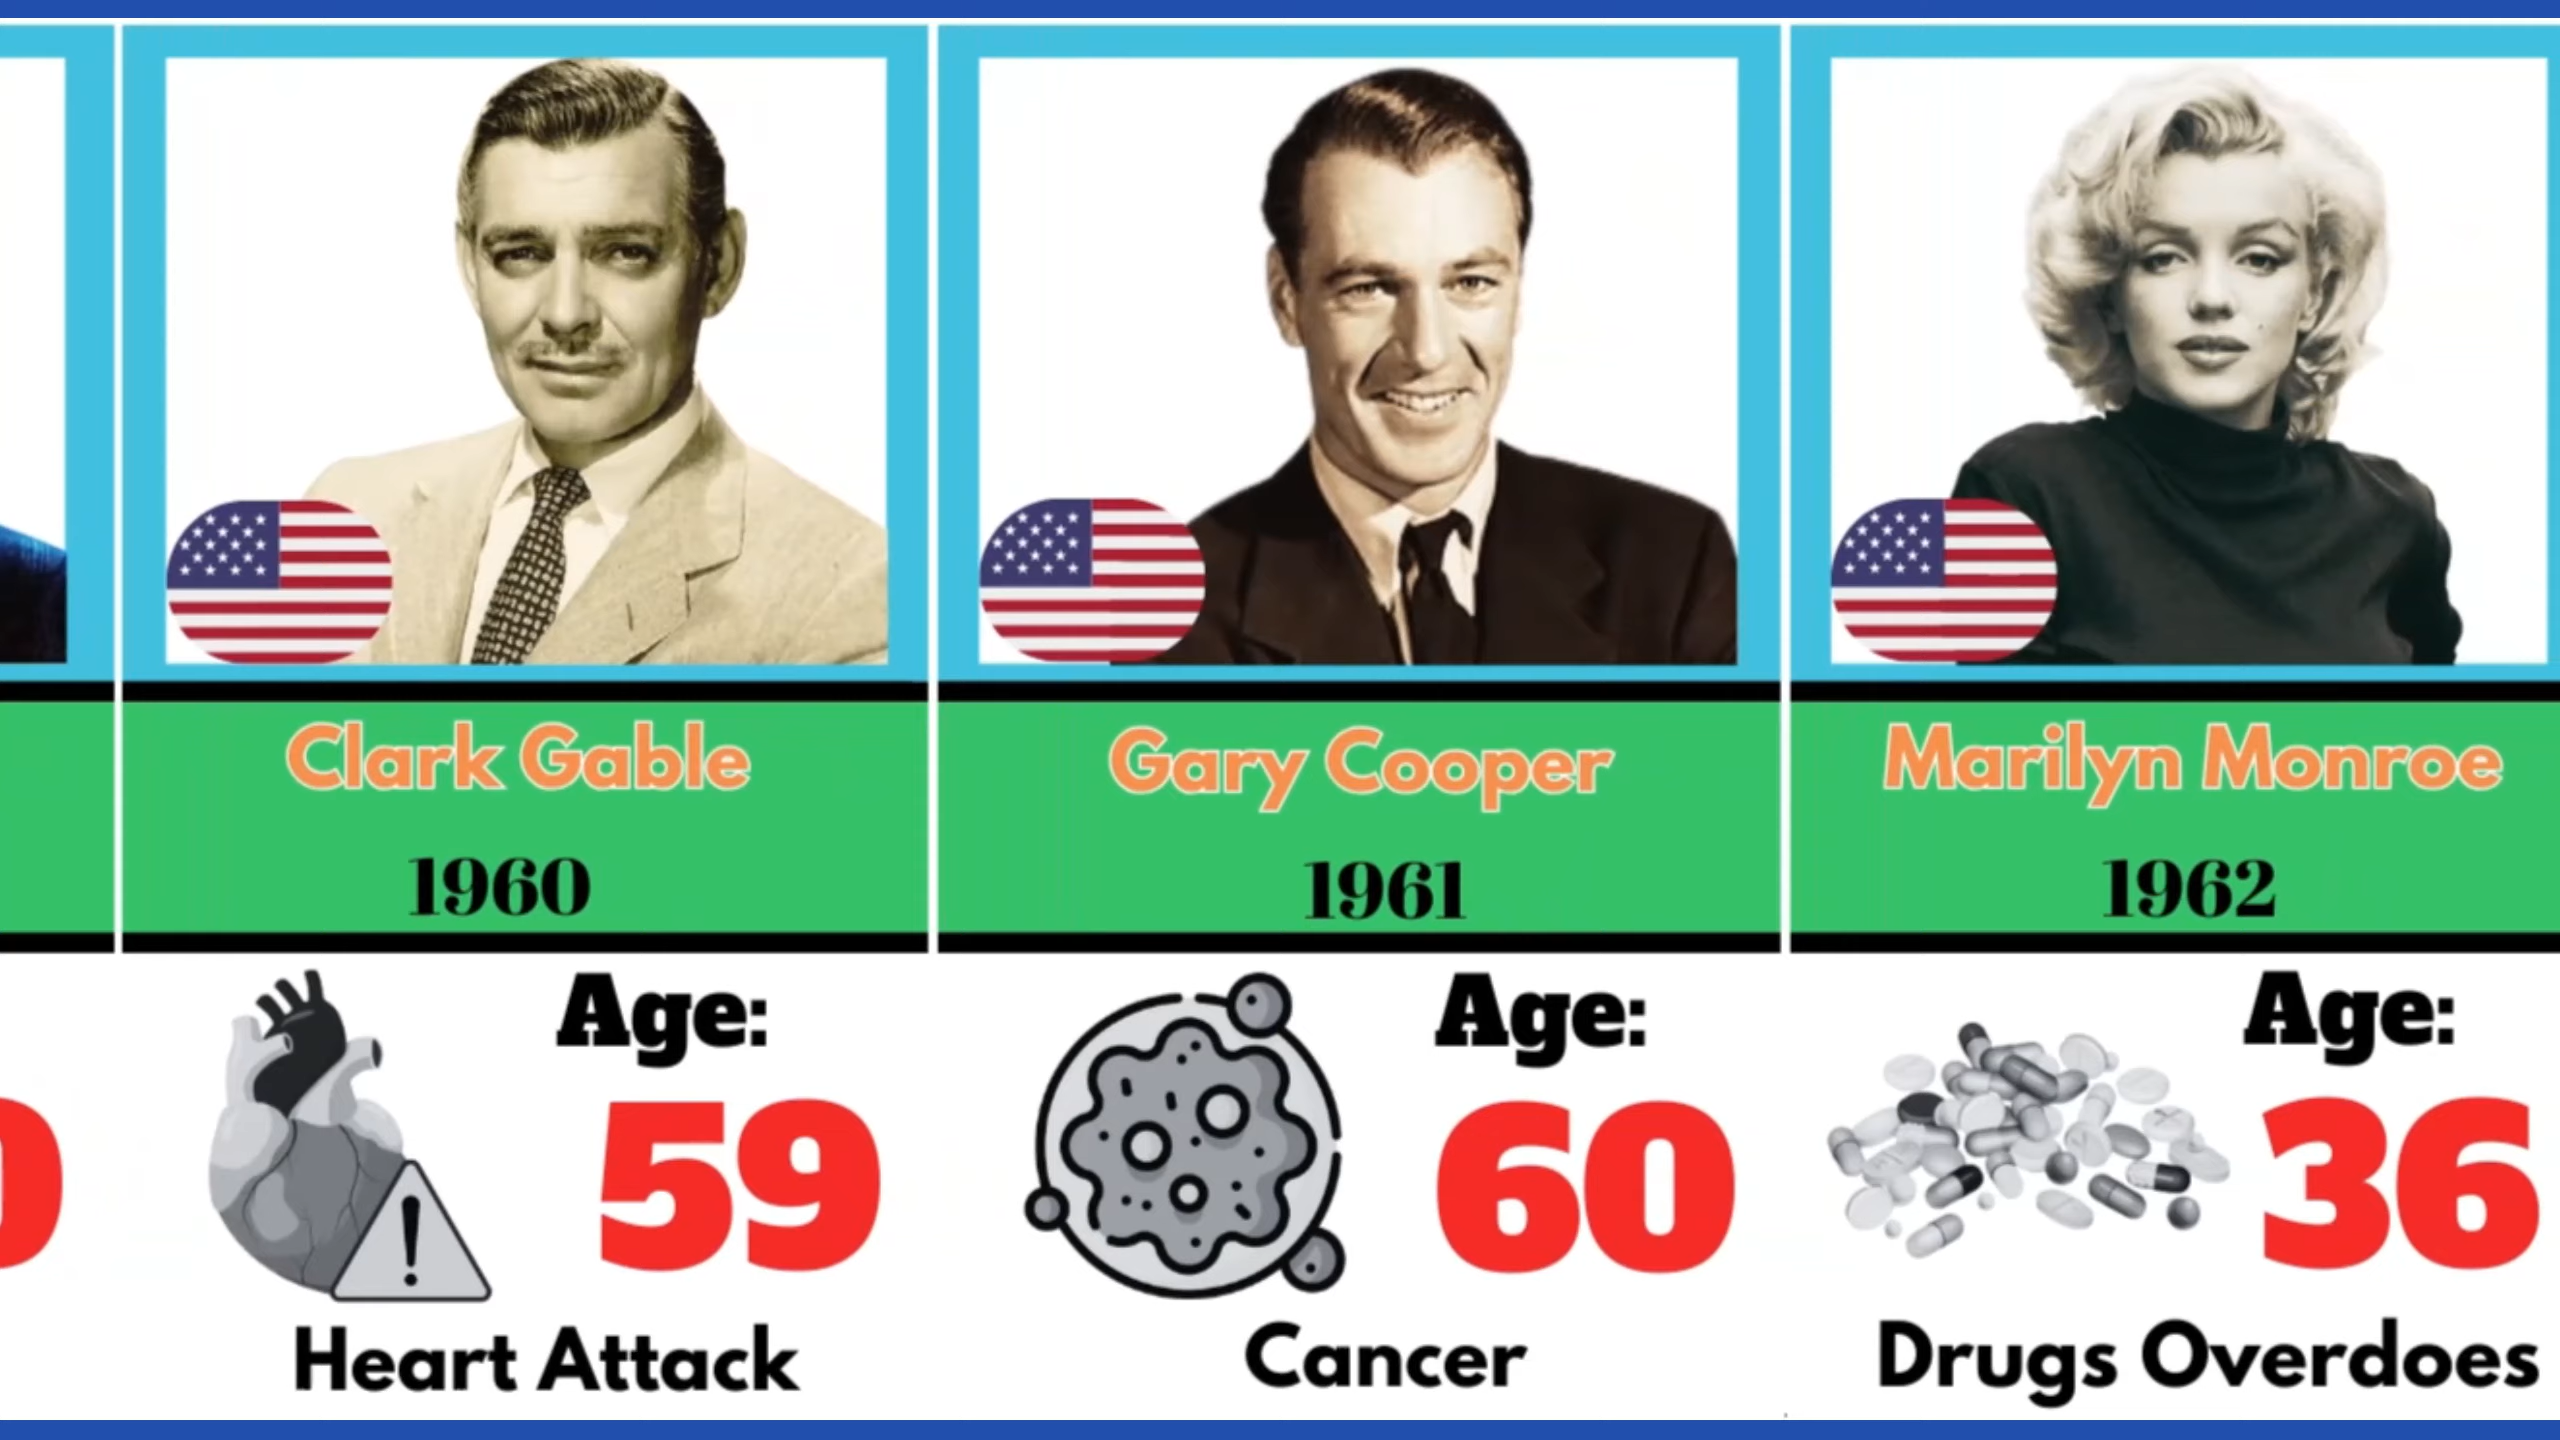 Clark Gable
1960
Age:
59
Heart Attack
Gary Cooper
1961
Age:
60
Cancer
Marilyn Monroe
1962
Age:
36
Drugs Overdoes